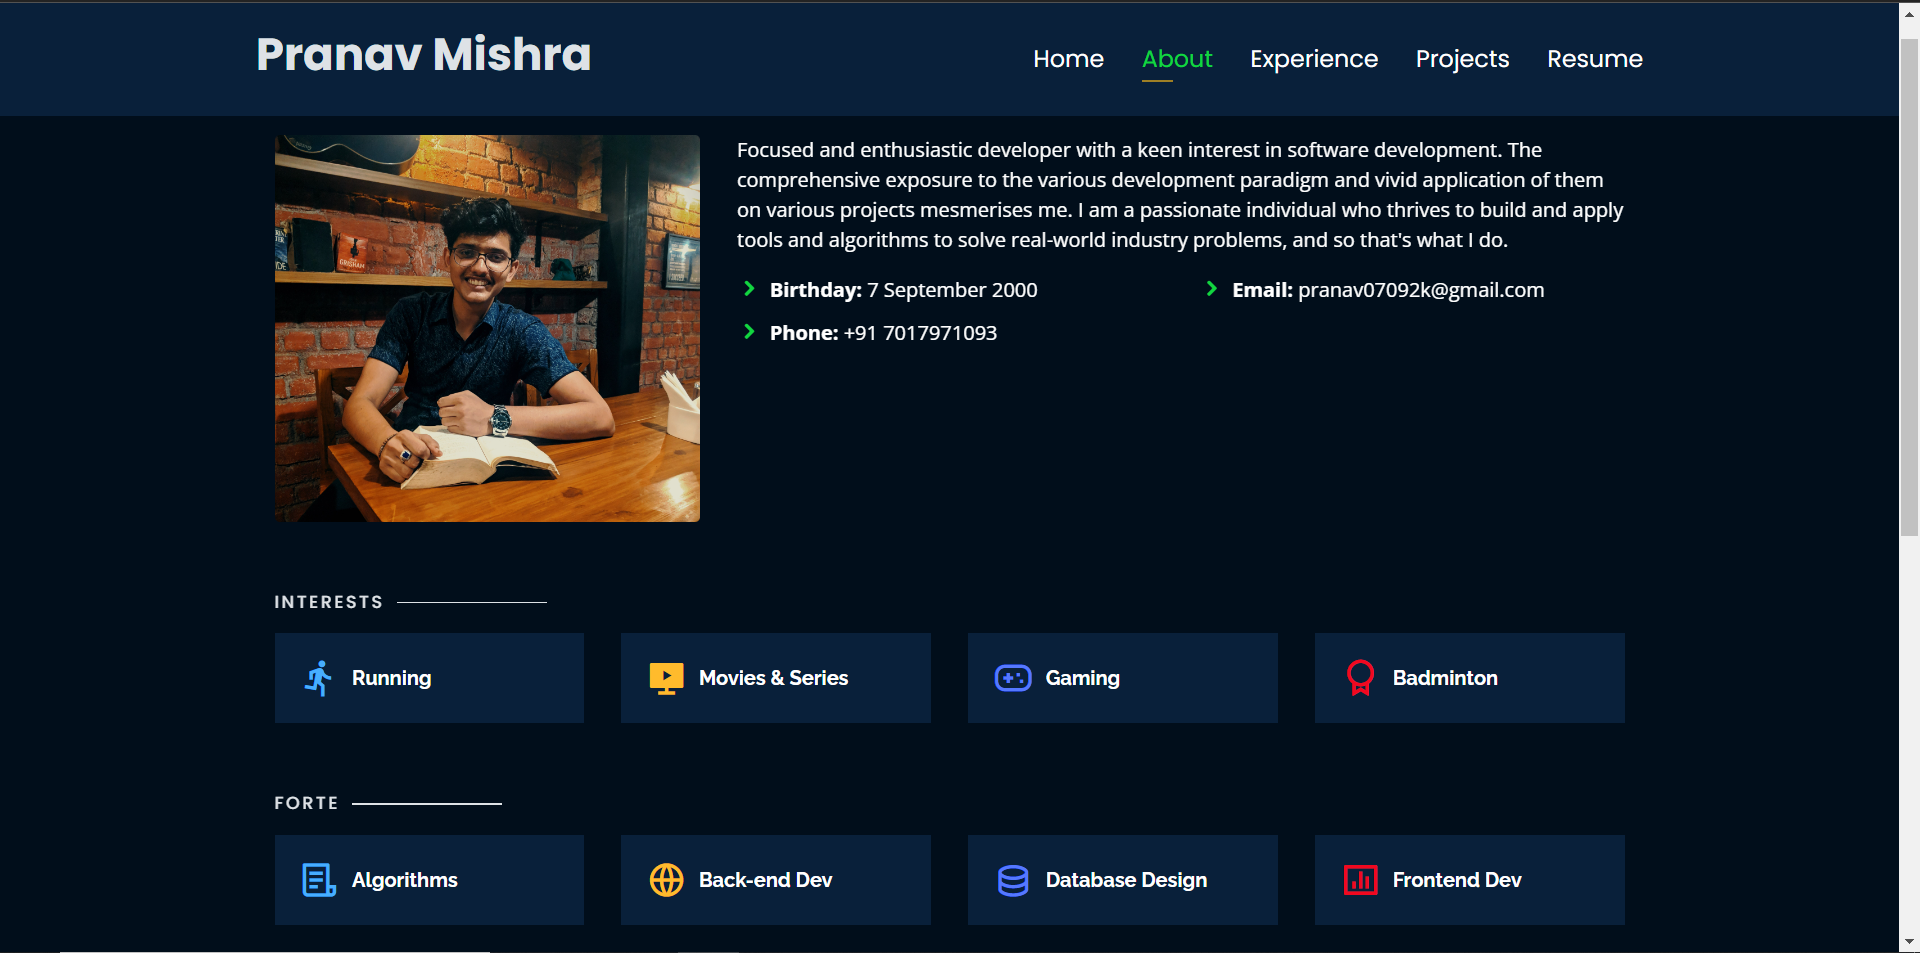 Pranav Mishra
Home About Experience Projects Resume
Focused and enthusiastic developer with a keen interest in software development. The
comprehensive exposure to the various development paradigm and vivid application of them
on various projects mesmerises me. I am a passionate individual who thrives to build and apply
tools and algorithms to solve real-world industry problems, and so that's what I do.
Birthday: 7 September 2000
Email: pranav07092k@gmail.com
Phone: +91 7017971093
GRISHAM
INTERESTS
Running
Movies & Series
Gaming
Badminton
FORTE
Algorithms
Back-end Dev
Database Design
Frontend Dev